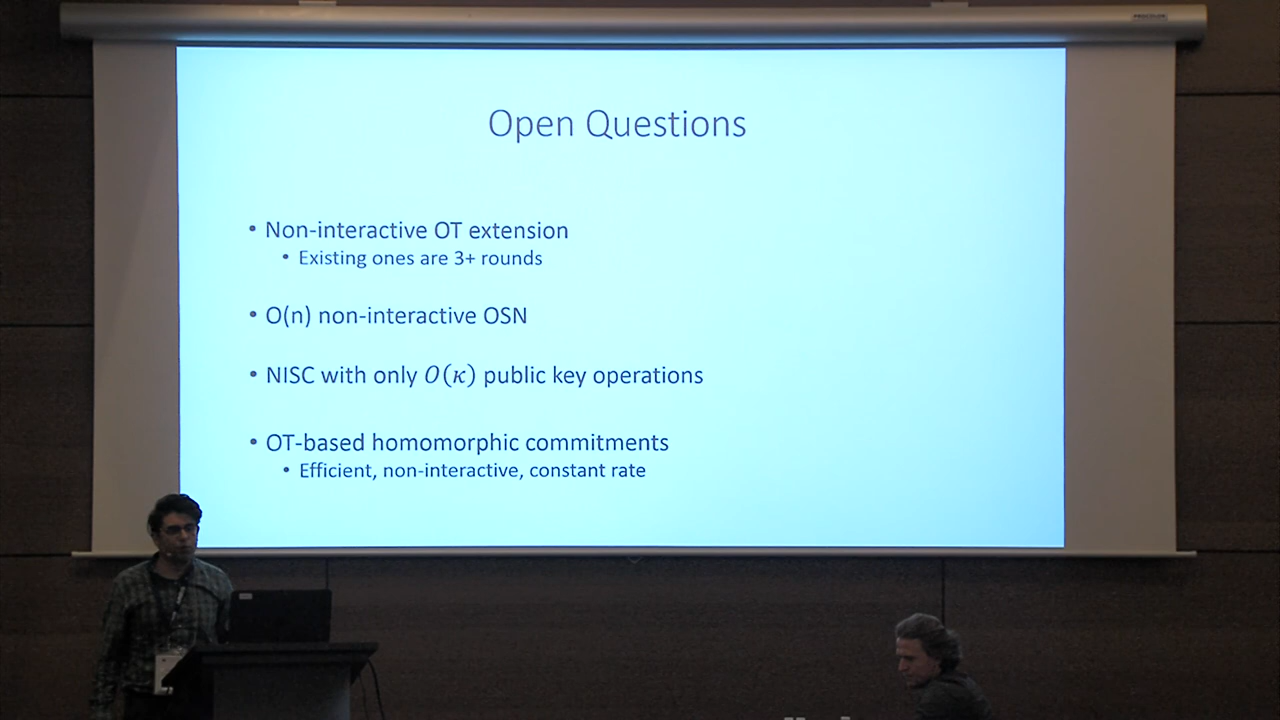 Open Questions
• Non-interactive OT extension
• Existing ones are 3+ rounds
• O(n) non-interactive OSN
• NISC with only O(κ) public key operations
• OT-based homomorphic commitments
• Efficient, non-interactive, constant rate